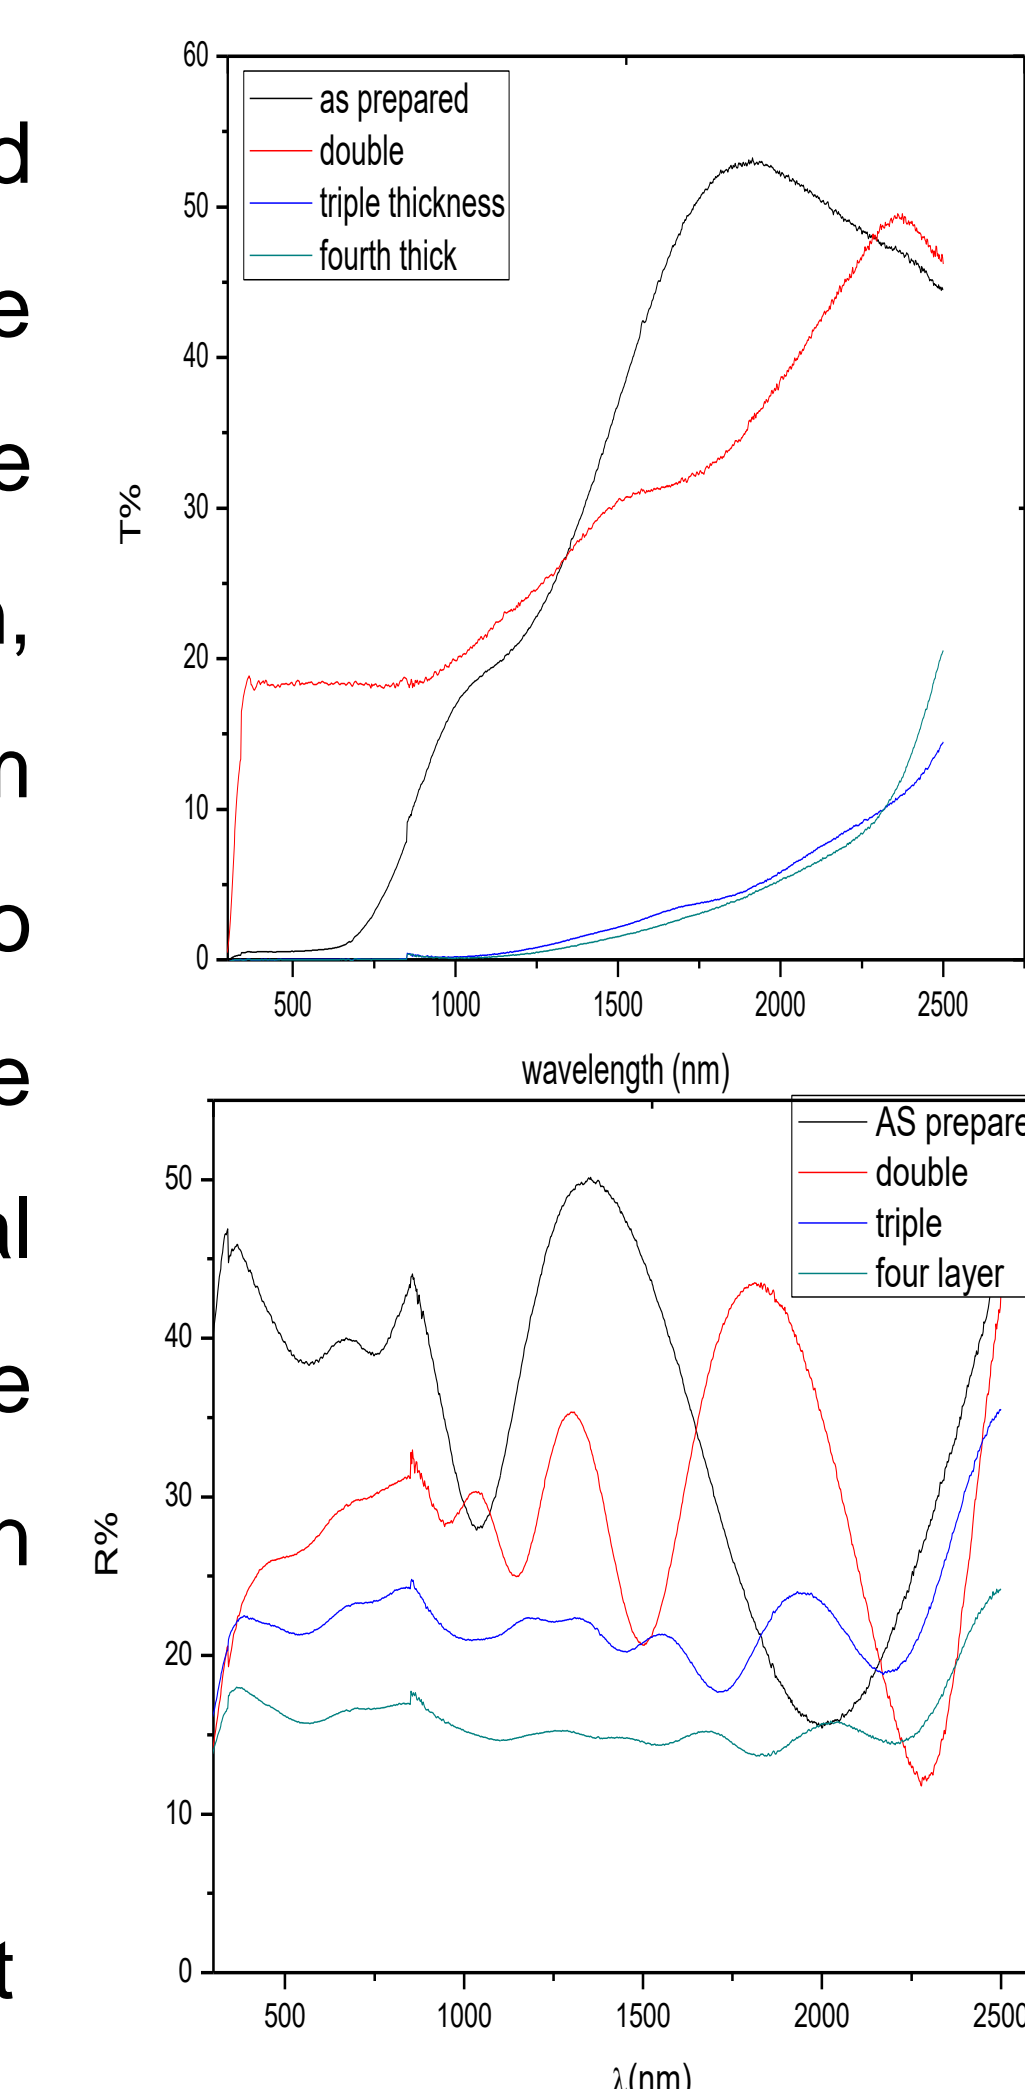 d
e
e
n,
n
o
e
al
e
n
t
60
50
40
30
20
10
0
T%
as prepared
double
triple thickness
fourth thick
500 1000 1500 2000 2500
wavelength (nm)
50
40
30
20
10
0
R%
AS prepare
double
triple
four layer
500 1000 1500 2000 2500
λ(nm)